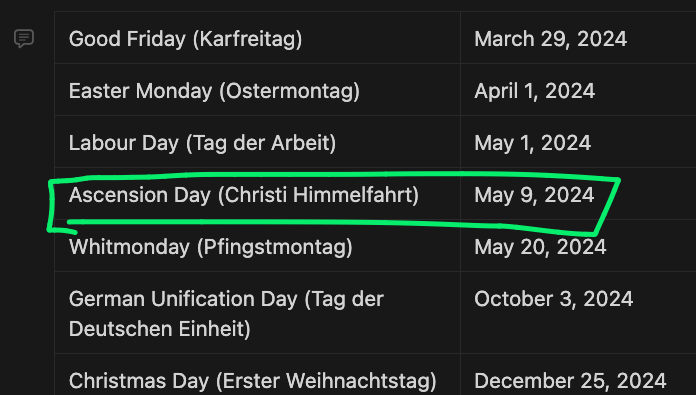 Good Friday (Karfreitag) March 29, 2024
Easter Monday (Ostermontag) April 1, 2024
Labour Day (Tag der Arbeit) May 1, 2024
Ascension Day (Christi Himmelfahrt) May 9, 2024
Whitmonday (Pfingstmontag) May 20, 2024
German Unification Day (Tag der October 3, 2024
Deutschen Einheit)
Christmas Day (Erster Weihnachtstag) December 25, 2024